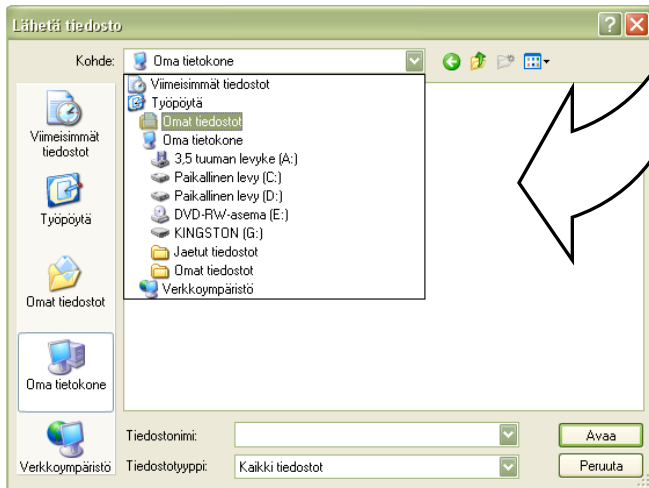 Lähetä tiedosto
Kohde:
Oma tietokone
Viimeisimmät tiedostot
Työpöytä
Omat tiedostot
Oma tietokone
3,5 tuuman levyke (A:)
Paikallinen levy (C:)
Paikallinen levy (D:)
DVD-RW-asema (E:)
KINGSTON (G:)
Jaetut tiedostot
Omat tiedostot
Verkkoympäristö
Viimeisimmät
tiedostot
Työpöytä
Omat tiedostot
Oma tietokone
Verkkoympäristö
Tiedostonimi:
Avaa
Tiedostotyyppi:
Kaikki tiedostot
Peruuta